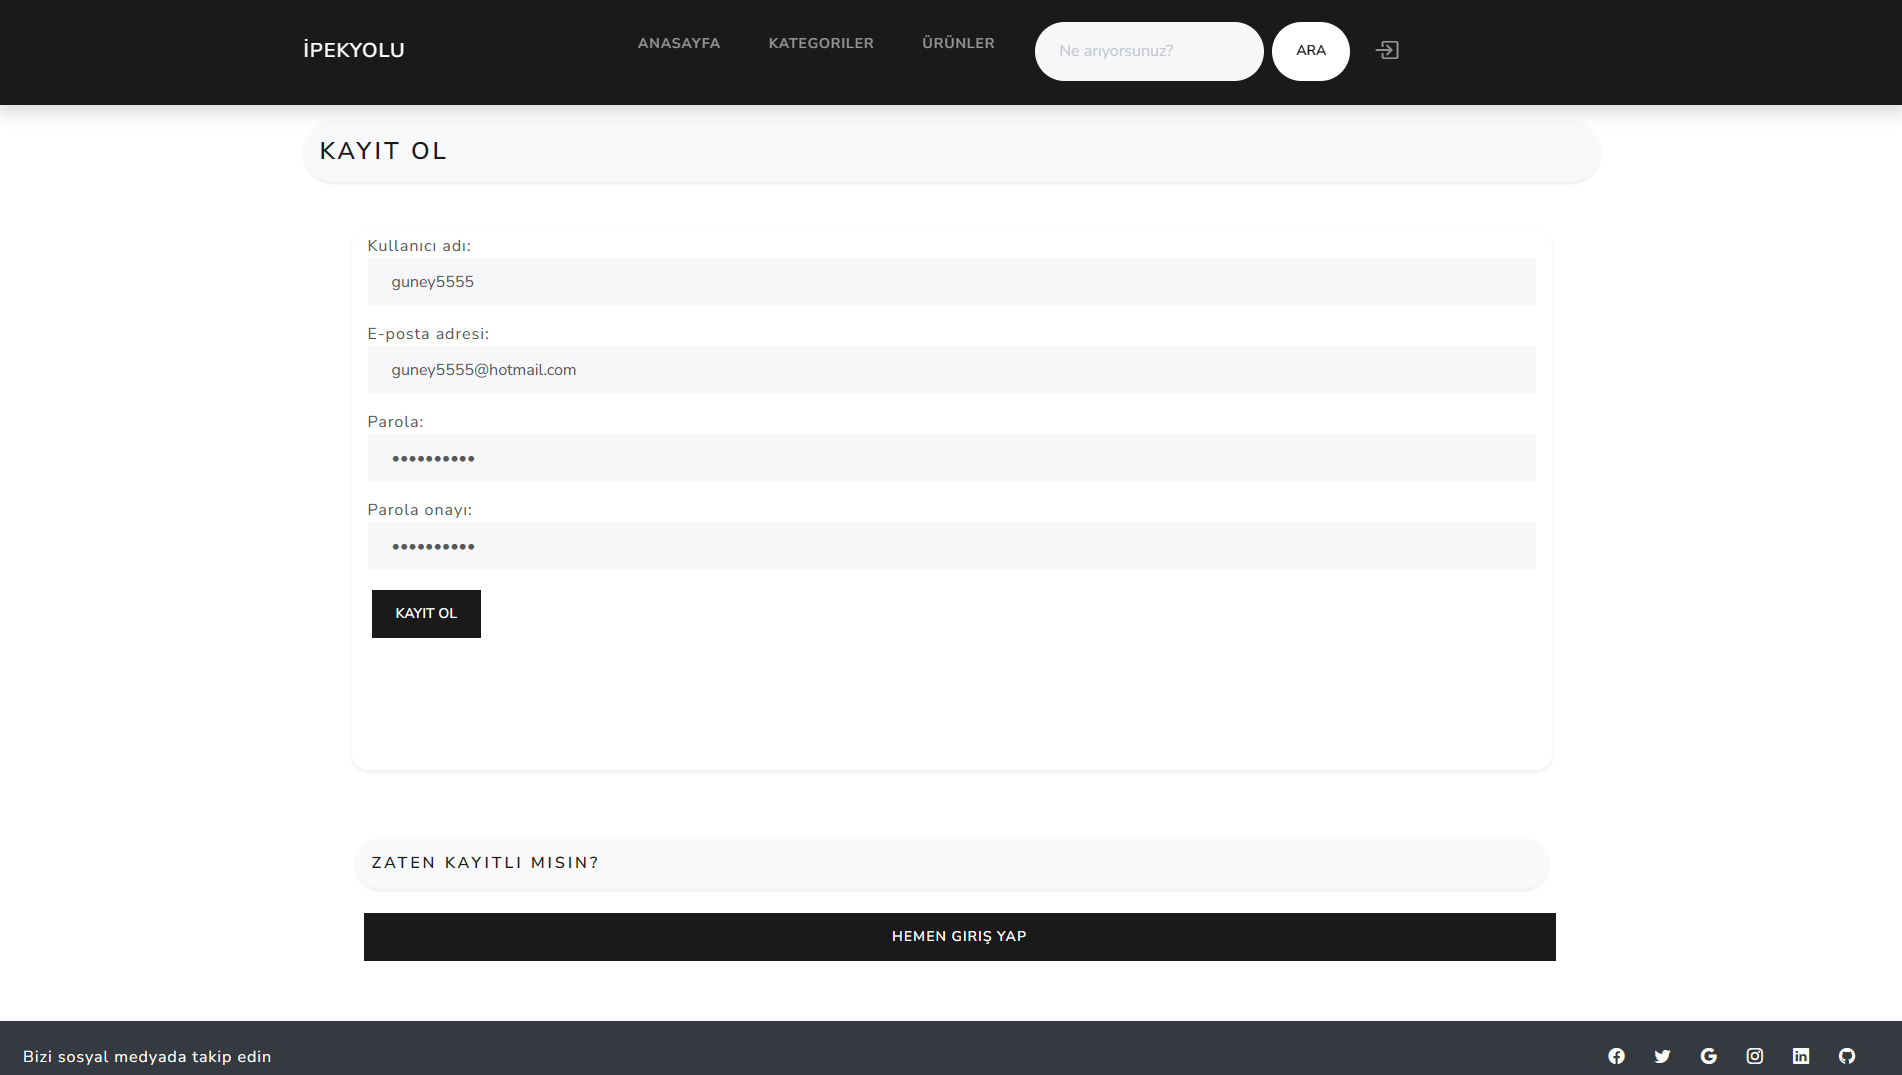 İPEKYOLU
ANASAYFA
KATEGORILER
ÜRÜNLER
Ne arıyorsunuz?
ARA
KAYIT OL
Kullanıcı adı:
guney5555
E-posta adresi:
guney5555@hotmail.com
Parola:
••••••••••
Parola onayı:
••••••••••
KAYIT OL
ZATEN KAYITLI MISIN?
HEMEN GIRIŞ YAP
Bizi sosyal medyada takip edin